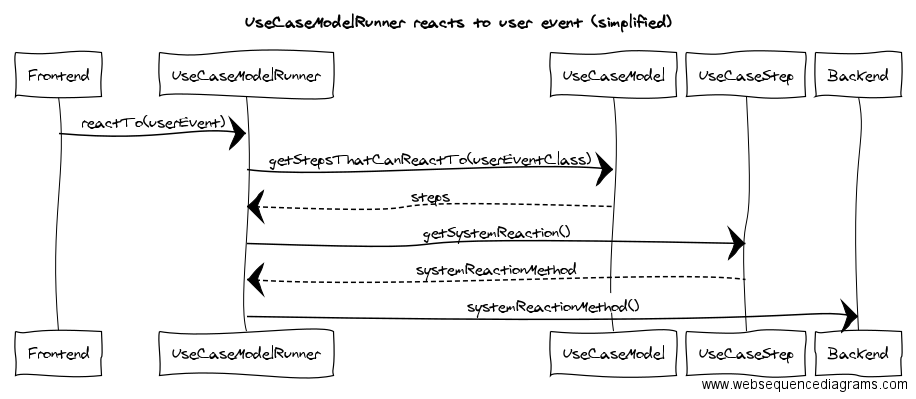 UseCaseModelRunner reacts to user event (simplified)
Frontend
UseCaseModelRunner
UseCaseModel
UseCaseStep
Backend
reactTo(userEvent)
getStepsThatCanReactTo(userEventClass)
steps
getSystemReaction()
systemReactionMethod
systemReactionMethod()
Frontend
UseCaseModelRunner
UseCaseModel
UseCaseStep
Backend
www.websequencediagrams.com